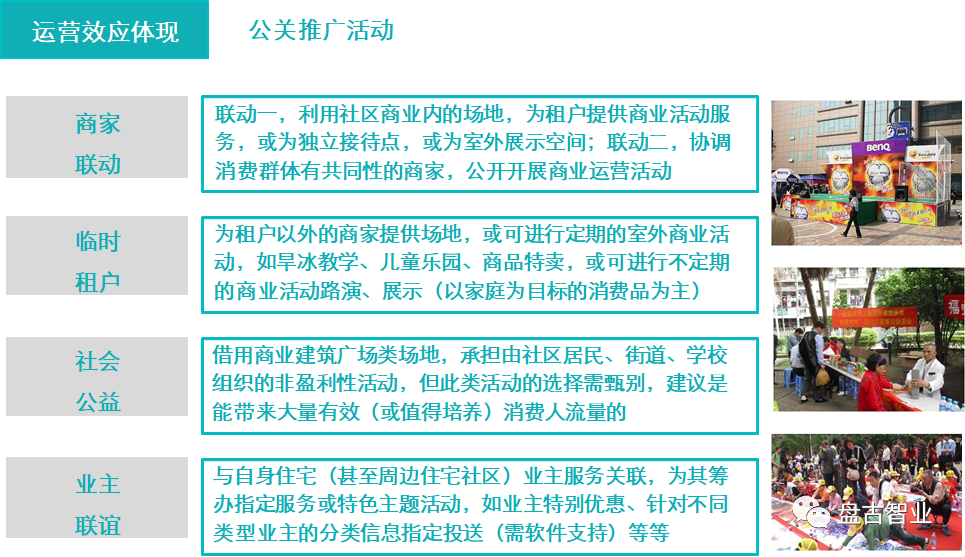 运营效应体现
公关推广活动
商家
联动
联动一，利用社区商业内的场地，为租户提供商业活动服
务，或为独立接待点，或为室外展示空间；联动二，协调
消费群体有共同性的商家，公开开展商业运营活动
BENQ
临时
租户
为租户以外的商家提供场地，或可进行定期的室外商业活
动，如旱冰教学、儿童乐园、商品特卖，或可进行不定期
的商业活动路演、展示（以家庭为目标的消费品为主）
福
社会
公益
借用商业建筑广场类场地，承担由社区居民、街道、学校
组织的非盈利性活动，但此类活动的选择需甄别，建议是
能带来大量有效（或值得培养）消费人流量的
业主
联谊
与自身住宅（甚至周边住宅社区）业主服务关联，为其筹
办指定服务或特色主题活动，如业主特别优惠、针对不同
类型业主的分类信息指定投送（需软件支持）等等
盘古智业